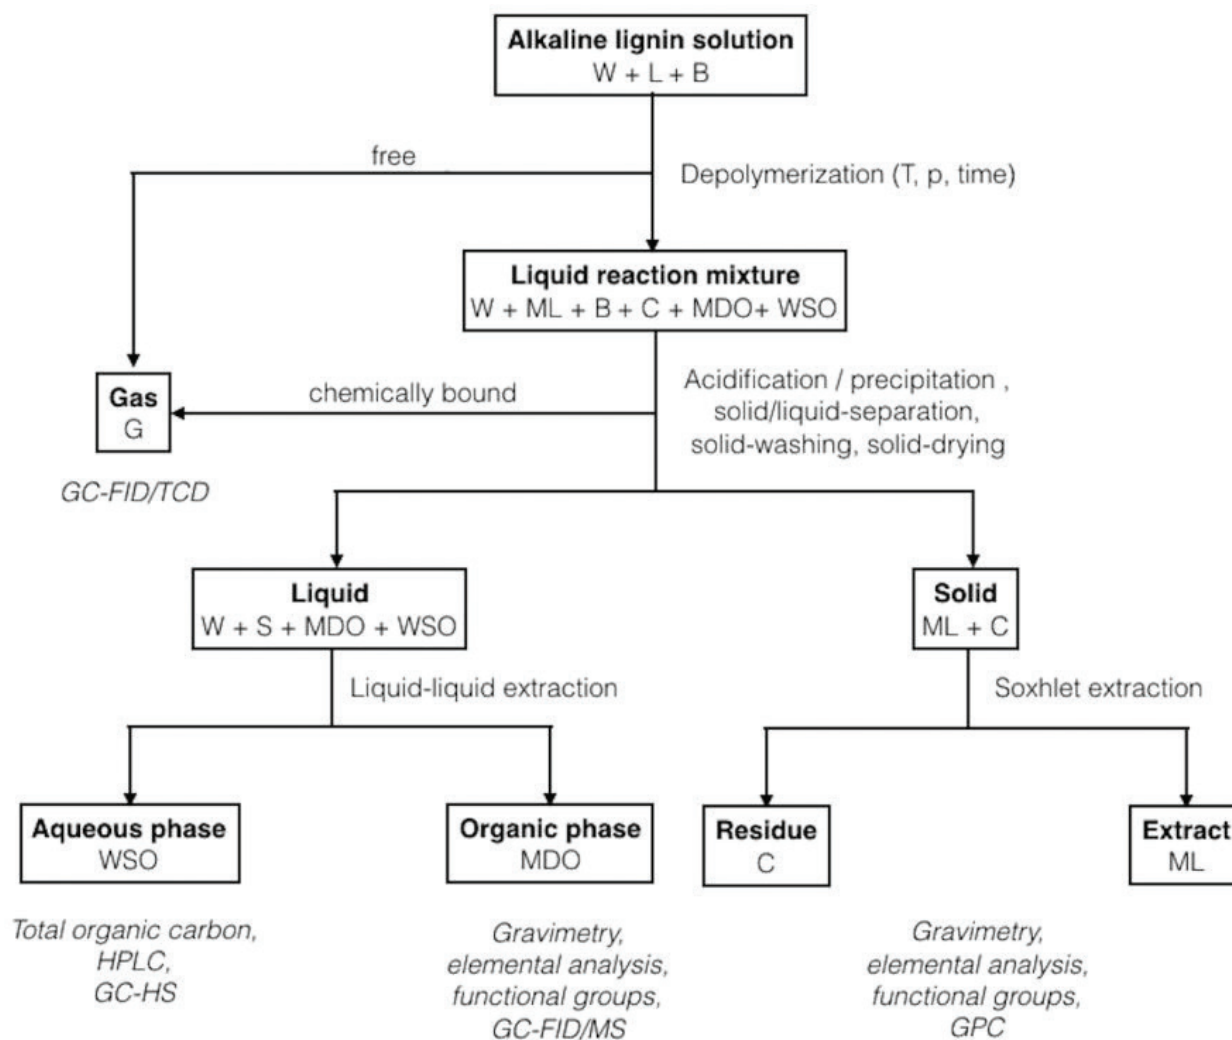 Alkaline lignin solution
W + L + B
free
Depolymerization (T, p, time)
Liquid reaction mixture
W + ML + B + C + MDO+ WSO
Gas
G
GC-FID/TCD
chemically bound
Acidification / precipitation ,
solid/liquid-separation,
solid-washing, solid-drying
Liquid
W + S + MDO + WSO
Solid
ML + C
Liquid-liquid extraction
Soxhlet extraction
Aqueous phase
WSO
Organic phase
MDO
Residue
C
Extract
ML
Total organic carbon,
HPLC,
GC-HS
Gravimetry,
elemental analysis,
functional groups,
GC-FID/MS
Gravimetry,
elemental analysis,
functional groups,
GPC